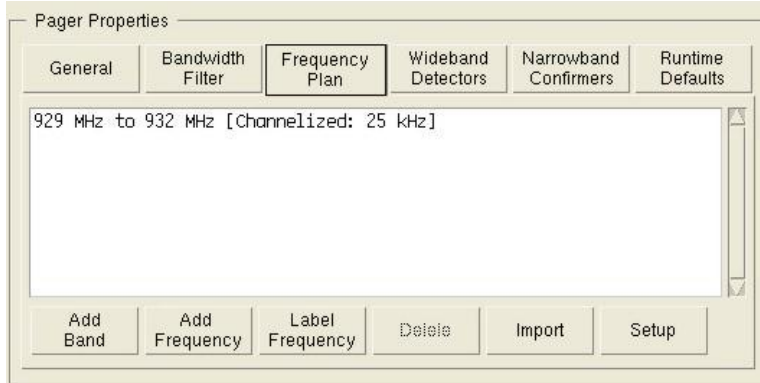 Pager Properties
General
Bandwidth
Filter
Frequency
Plan
Wideband
Detectors
Narrowband
Confirmers
Runtime
Defaults
929 MHz to 932 MHz [Channelized: 25 kHz]
Add
Band
Add
Frequency
Label
Frequency
Delete
Import
Setup